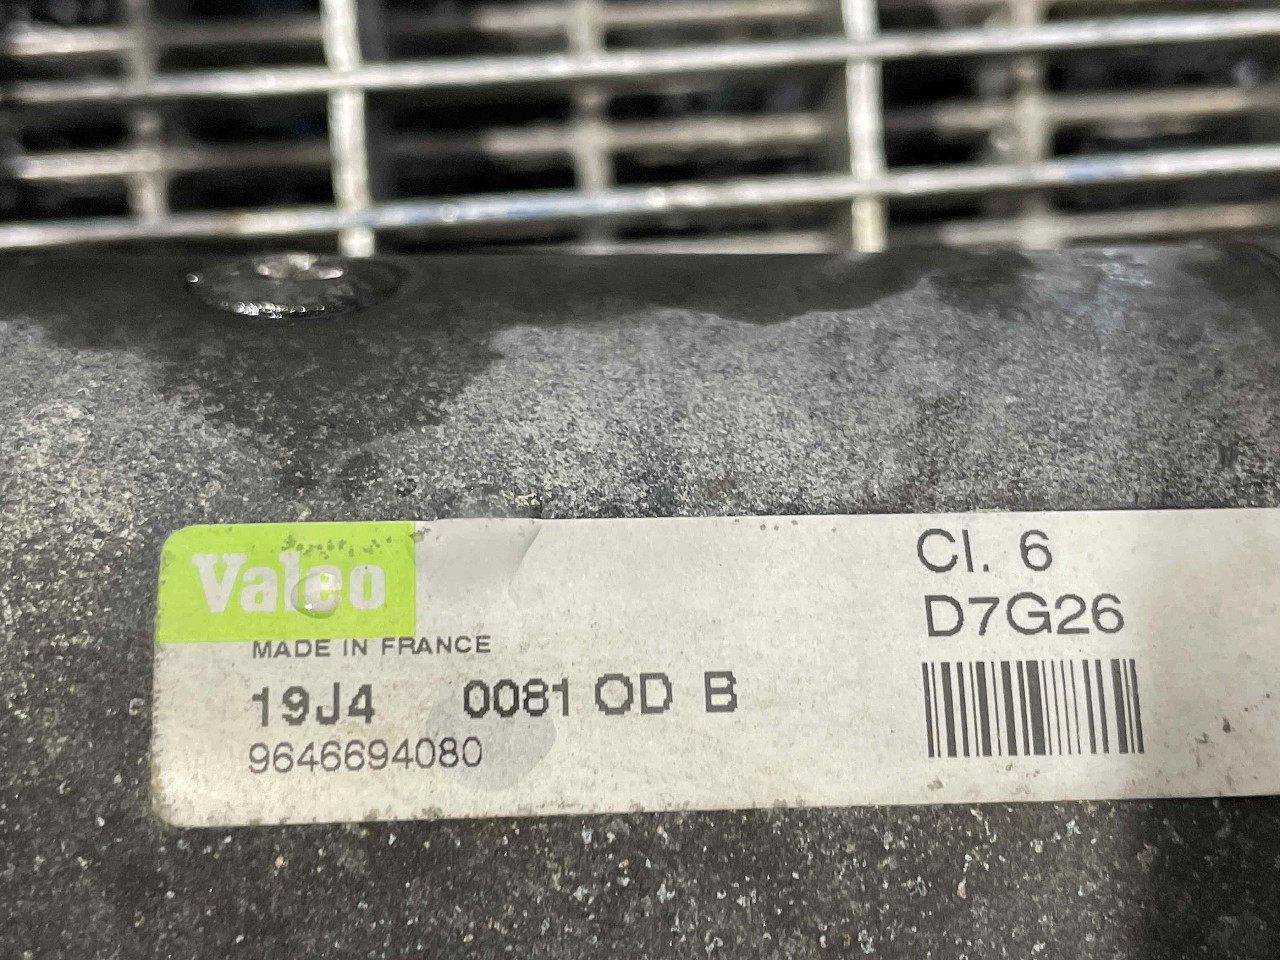 Valeo
MADE IN FRANCE
19J4 0081 OD B
9646694080
Cl. 6
D7G26